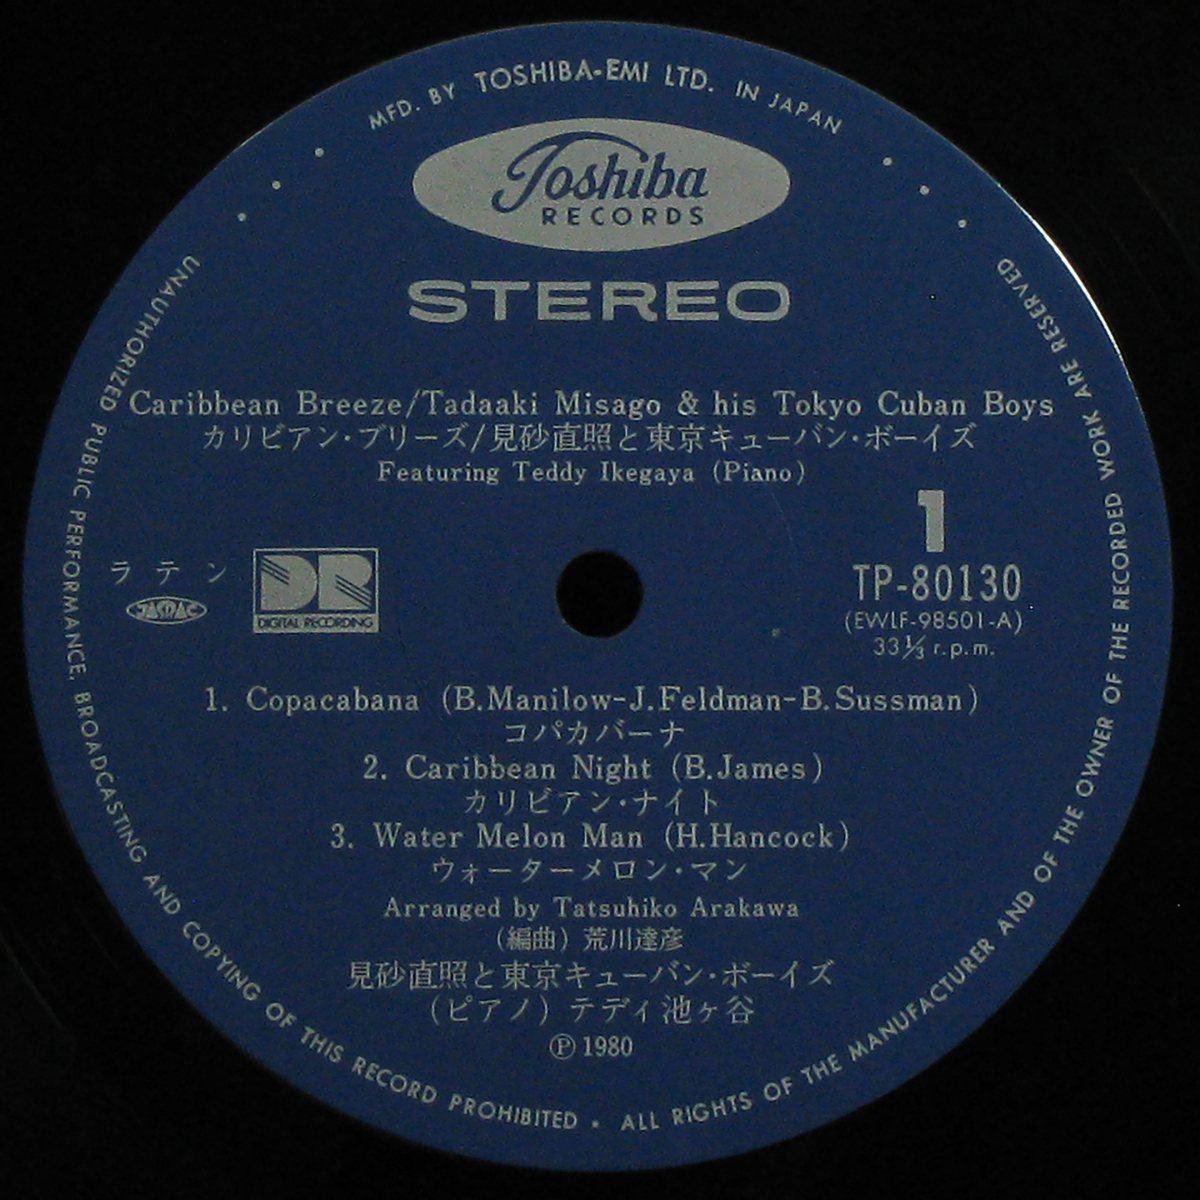 MFD. BY TOSHIBA-EMI LTD. IN JAPAN
Toshiba
RECORDS
STEREO
Caribbean Breeze/Tadaaki Misago & his Tokyo Cuban Boys
カリビアン・ブリーズ/見砂直照と東京キューバン・ボーイズ
Featuring Teddy Ikegaya (Piano)
1
ラテン
JASRAC
DR
DIGITAL RECORDING
TP-80130
(EWLF-98501-A)
33⅓ r.p.m.
1. Copacabana (B.Manilow-J.Feldman-B.Sussman)
コパカバーナ
2. Caribbean Night (B.James)
カリビアン・ナイト
3. Water Melon Man (H.Hancock)
ウォーターメロン・マン
Arranged by Tatsuhiko Arakawa
(編曲) 荒川達彦
見砂直照と東京キューバン・ボーイズ
(ピアノ) テディ池ヶ谷
Ⓟ 1980
UNAUTHORIZED PUBLIC PERFORMANCE, BROADCASTING AND COPYING OF THIS RECORD PROHIBITED • ALL RIGHTS OF THE MANUFACTURER AND OF THE OWNER OF THE RECORDED WORK ARE RESERVED